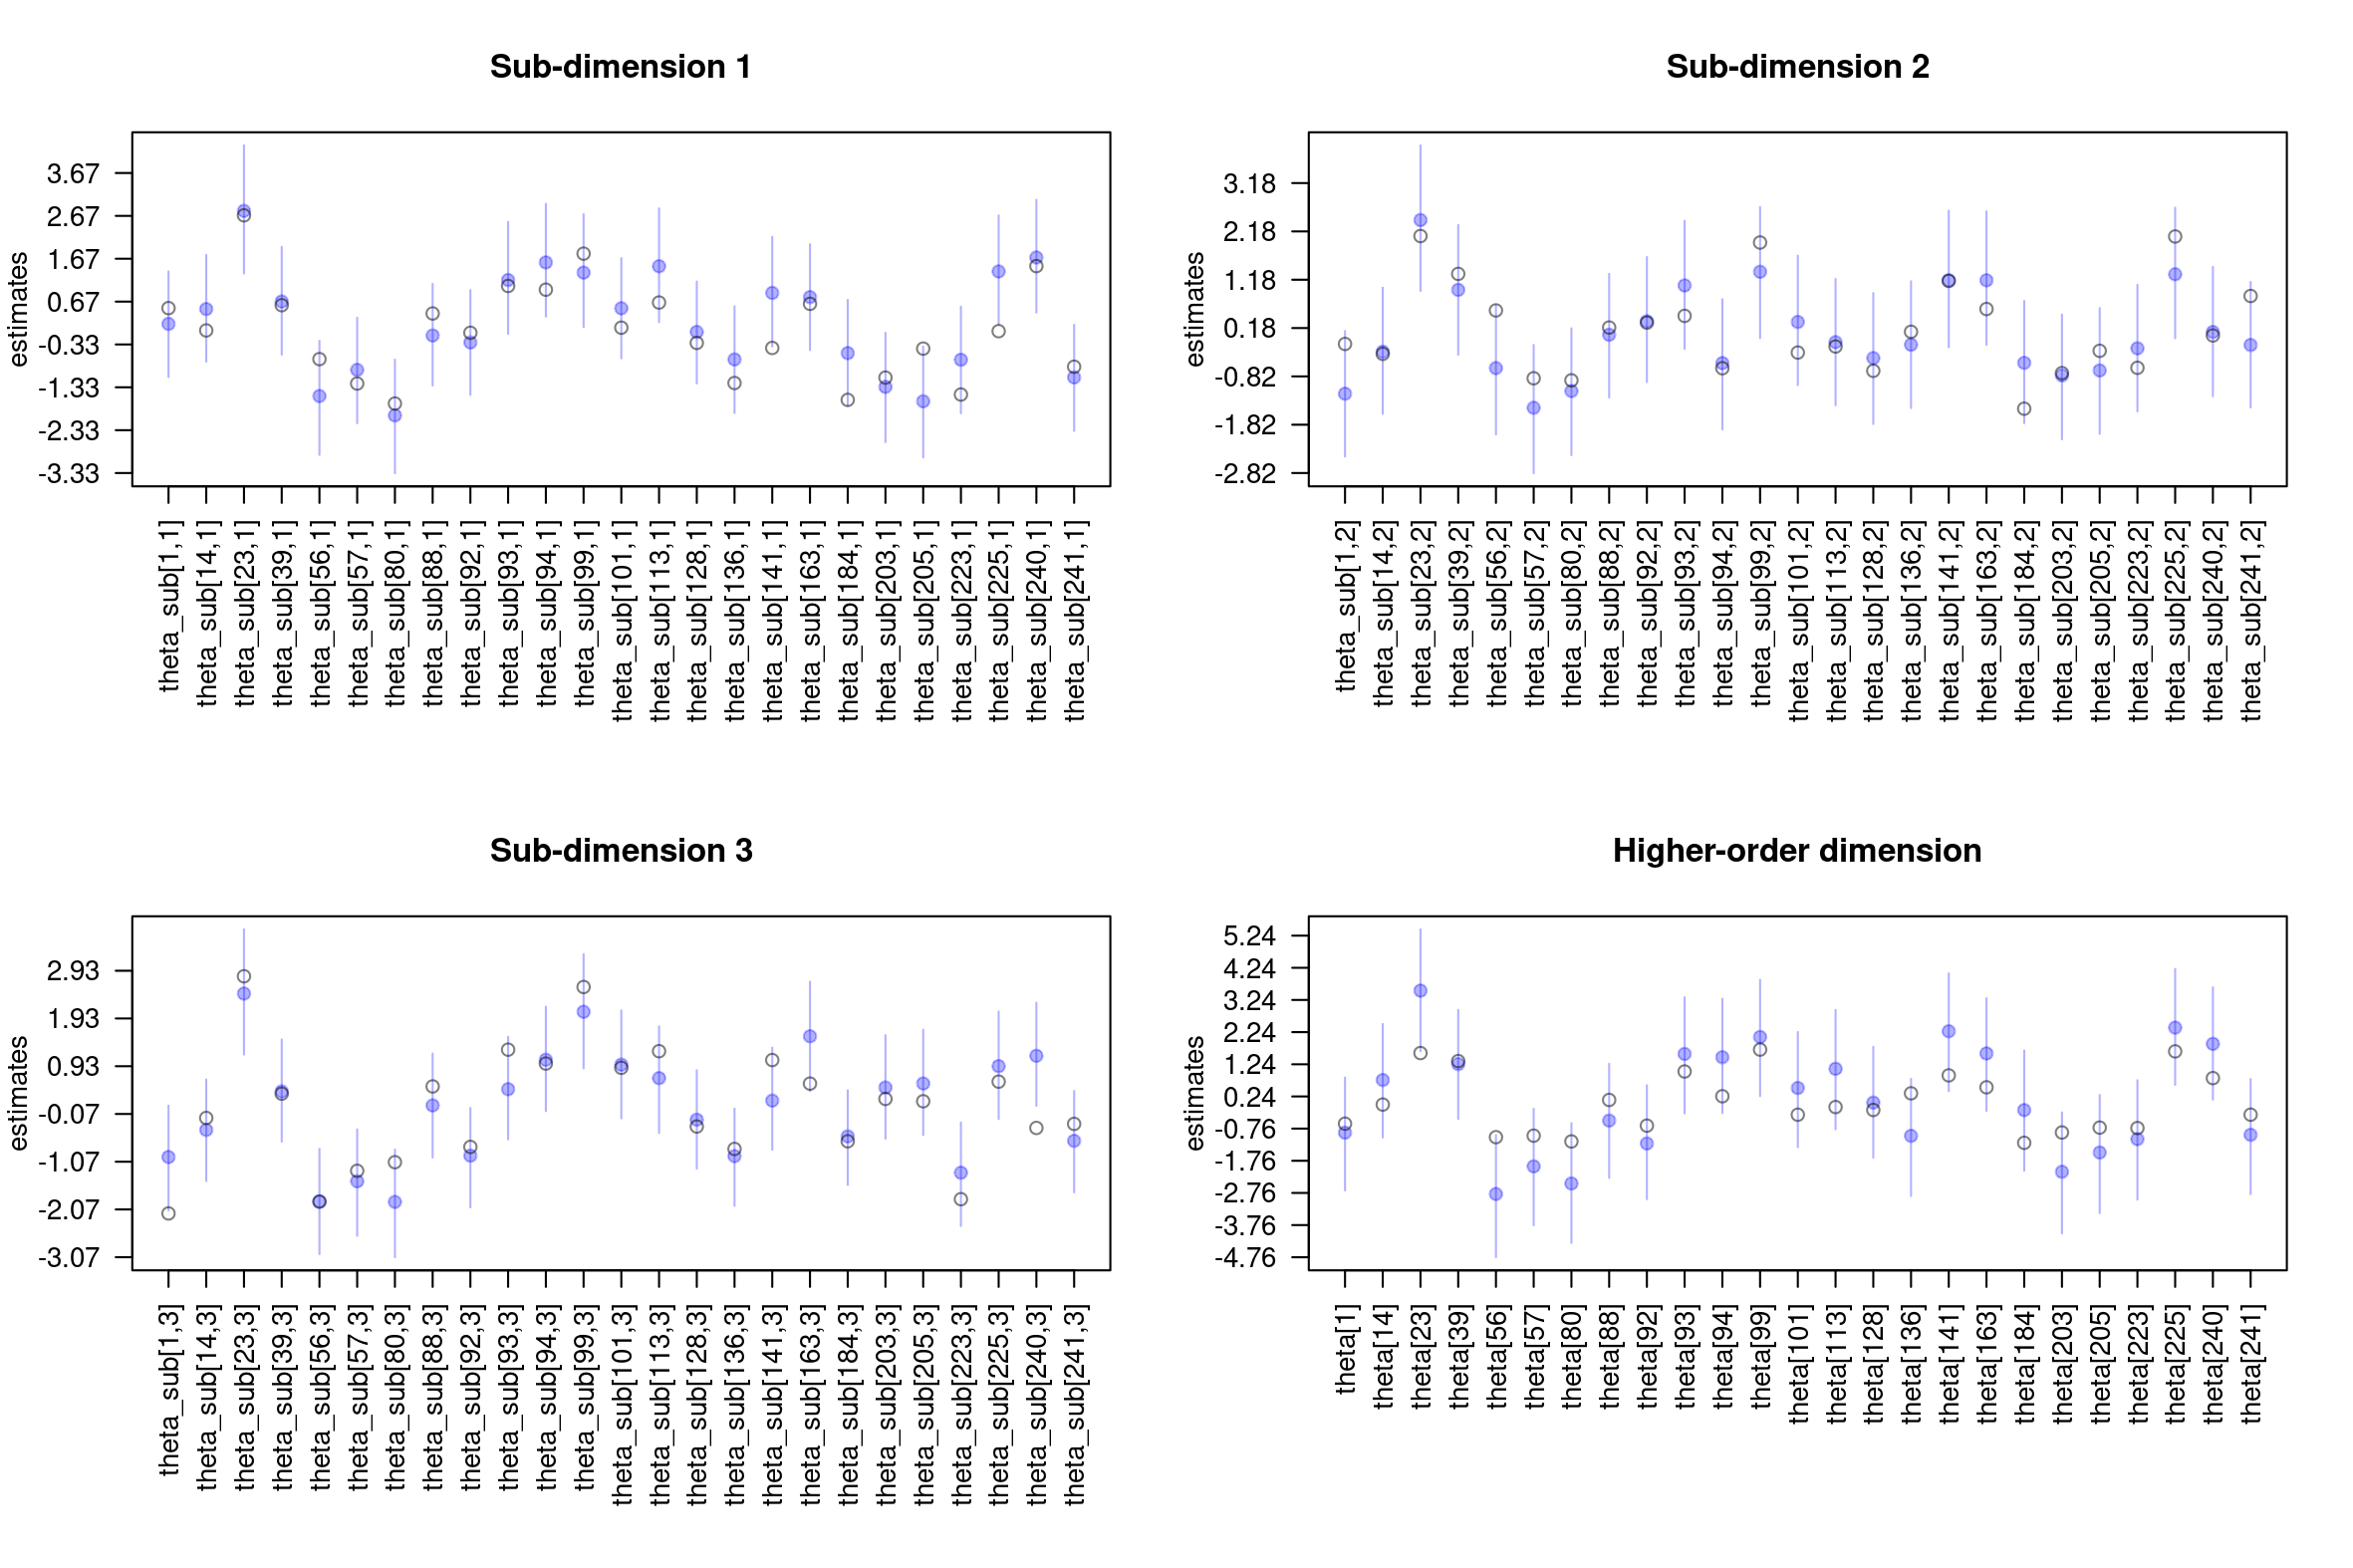 Sub-dimension 1
estimates
3.67
2.67
1.67
0.67
-0.33
-1.33
-2.33
-3.33
theta_sub[1,1]
theta_sub[14,1]
theta_sub[23,1]
theta_sub[39,1]
theta_sub[56,1]
theta_sub[57,1]
theta_sub[80,1]
theta_sub[88,1]
theta_sub[92,1]
theta_sub[93,1]
theta_sub[94,1]
theta_sub[99,1]
theta_sub[101,1]
theta_sub[113,1]
theta_sub[128,1]
theta_sub[136,1]
theta_sub[141,1]
theta_sub[163,1]
theta_sub[184,1]
theta_sub[203,1]
theta_sub[205,1]
theta_sub[223,1]
theta_sub[225,1]
theta_sub[240,1]
theta_sub[241,1]
Sub-dimension 2
estimates
3.18
2.18
1.18
0.18
-0.82
-1.82
-2.82
theta_sub[1,2]
theta_sub[14,2]
theta_sub[23,2]
theta_sub[39,2]
theta_sub[56,2]
theta_sub[57,2]
theta_sub[80,2]
theta_sub[88,2]
theta_sub[92,2]
theta_sub[93,2]
theta_sub[94,2]
theta_sub[99,2]
theta_sub[101,2]
theta_sub[113,2]
theta_sub[128,2]
theta_sub[136,2]
theta_sub[141,2]
theta_sub[163,2]
theta_sub[184,2]
theta_sub[203,2]
theta_sub[205,2]
theta_sub[223,2]
theta_sub[225,2]
theta_sub[240,2]
theta_sub[241,2]
Sub-dimension 3
estimates
2.93
1.93
0.93
-0.07
-1.07
-2.07
-3.07
theta_sub[1,3]
theta_sub[14,3]
theta_sub[23,3]
theta_sub[39,3]
theta_sub[56,3]
theta_sub[57,3]
theta_sub[80,3]
theta_sub[88,3]
theta_sub[92,3]
theta_sub[93,3]
theta_sub[94,3]
theta_sub[99,3]
theta_sub[101,3]
theta_sub[113,3]
theta_sub[128,3]
theta_sub[136,3]
theta_sub[141,3]
theta_sub[163,3]
theta_sub[184,3]
theta_sub[203,3]
theta_sub[205,3]
theta_sub[223,3]
theta_sub[225,3]
theta_sub[240,3]
theta_sub[241,3]
Higher-order dimension
estimates
5.24
4.24
3.24
2.24
1.24
0.24
-0.76
-1.76
-2.76
-3.76
-4.76
theta[1]
theta[14]
theta[23]
theta[39]
theta[56]
theta[57]
theta[80]
theta[88]
theta[92]
theta[93]
theta[94]
theta[99]
theta[101]
theta[113]
theta[128]
theta[136]
theta[141]
theta[163]
theta[184]
theta[203]
theta[205]
theta[223]
theta[225]
theta[240]
theta[241]